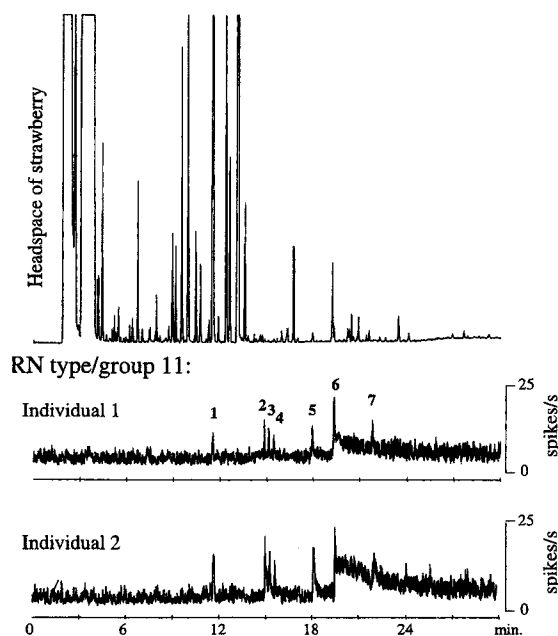 Headspace of strawberry
RN type/group 11:
Individual 1
1
2
3
4
5
6
7
25
0
spikes/s
Individual 2
25
0
spikes/s
0
6
12
18
24
min.